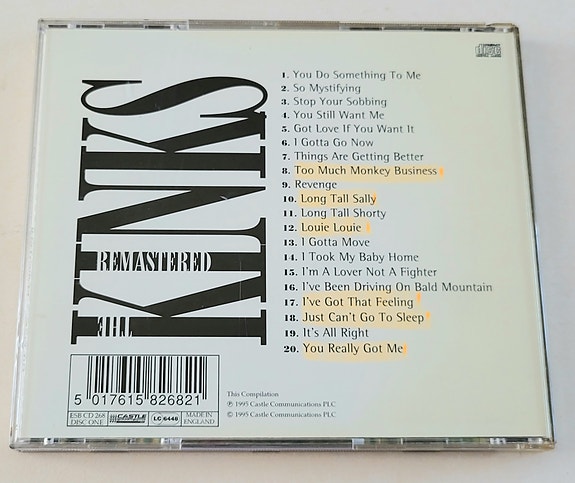 THE KINKS
REMASTERED
1. You Do Something To Me
2. So Mystifying
3. Stop Your Sobbing
4. You Still Want Me
5. Got Love If You Want It
6. I Gotta Go Now
7. Things Are Getting Better
8. Too Much Monkey Business
9. Revenge
10. Long Tall Sally
11. Long Tall Shorty
12. Louie Louie
13. I Gotta Move
14. I Took My Baby Home
15. I'm A Lover Not A Fighter
16. I've Been Driving On Bald Mountain
17. I've Got That Feeling
18. Just Can't Go To Sleep
19. It's All Right
20. You Really Got Me
5 017615 826821
ESB CD 268
DISC ONE
CASTLE
LC 6448
MADE IN
ENGLAND
This Compilation
℗ 1995 Castle Communications PLC
© 1995 Castle Communications PLC